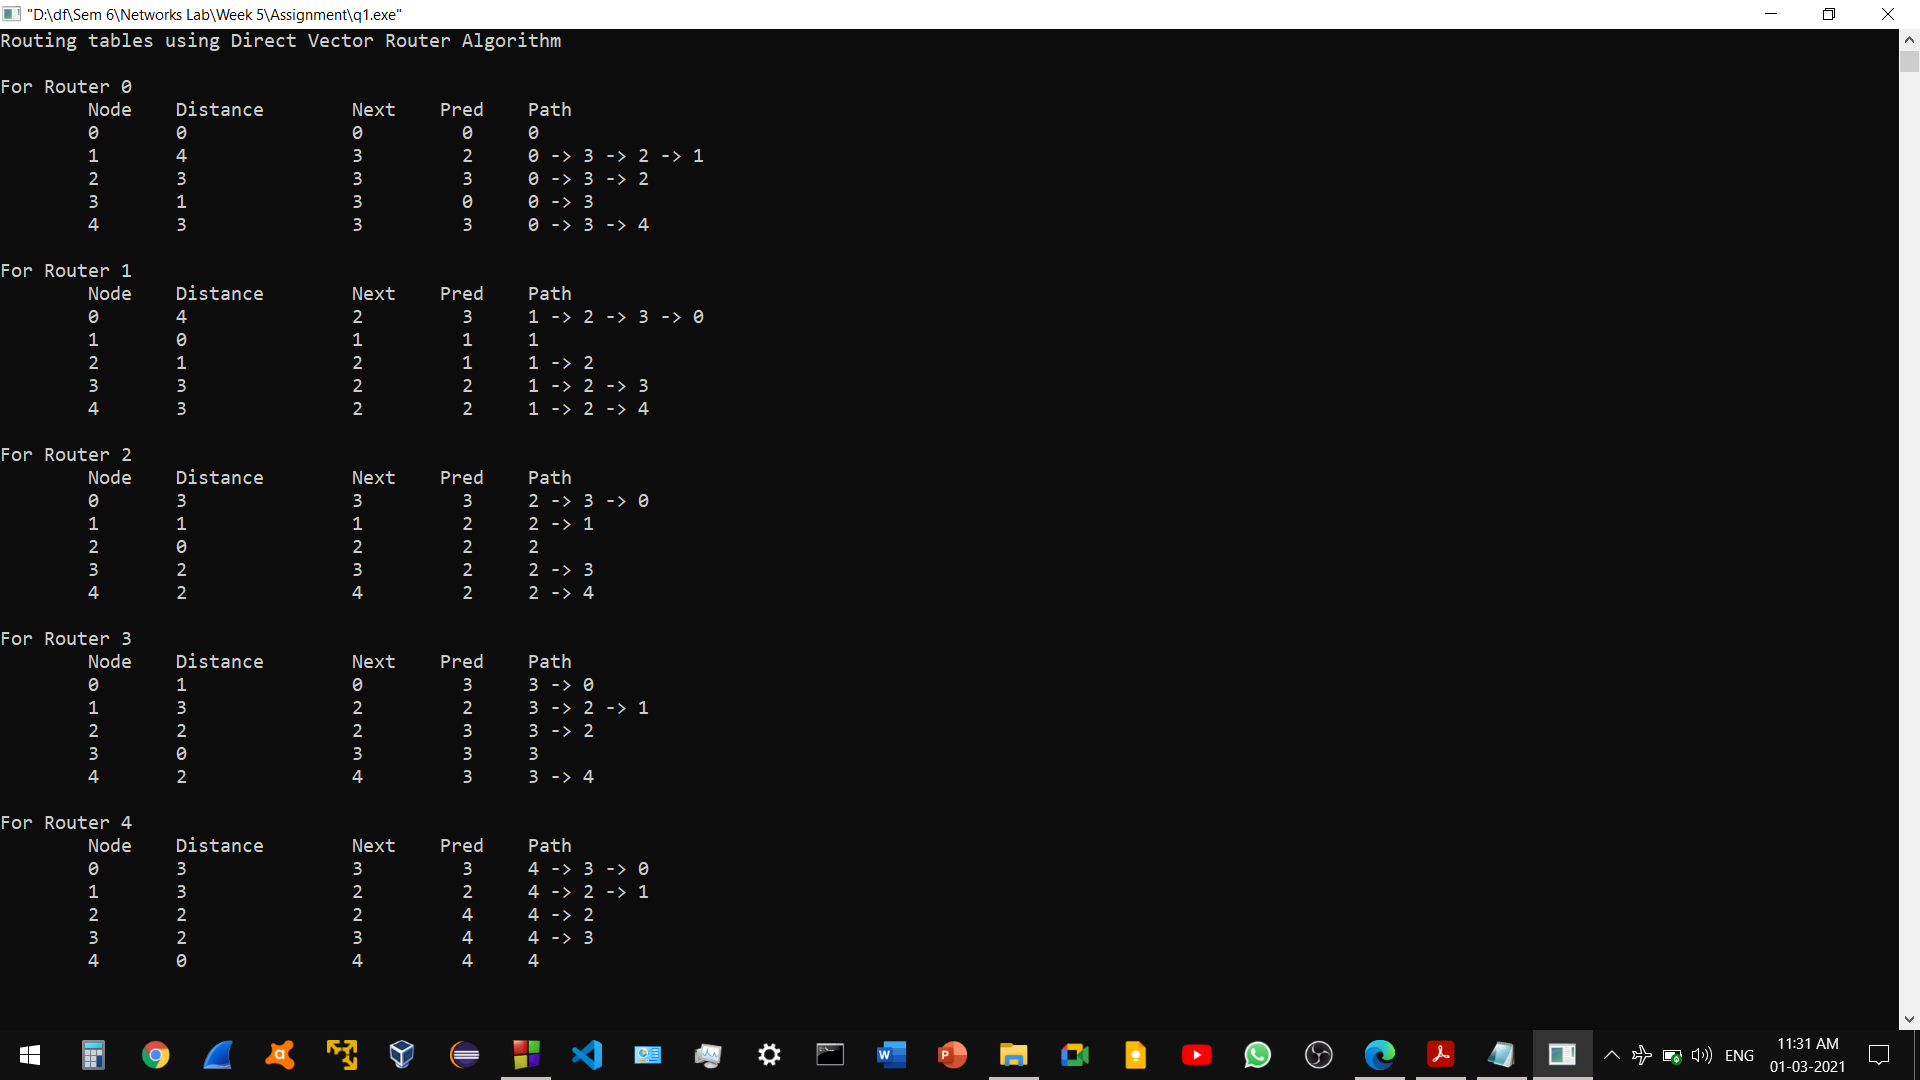 "D:\df\Sem 6\Networks Lab\Week 5\Assignment\q1.exe"
Routing tables using Direct Vector Router Algorithm
For Router 0
Node Distance Next Pred Path
0 0 0 0 0
1 4 3 2 0 -> 3 -> 2 -> 1
2 3 3 3 0 -> 3 -> 2
3 1 3 0 0 -> 3
4 3 3 3 0 -> 3 -> 4
For Router 1
Node Distance Next Pred Path
0 4 2 3 1 -> 2 -> 3 -> 0
1 0 1 1 1
2 1 2 1 1 -> 2
3 3 2 2 1 -> 2 -> 3
4 3 2 2 1 -> 2 -> 4
For Router 2
Node Distance Next Pred Path
0 3 3 3 2 -> 3 -> 0
1 1 1 2 2 -> 1
2 0 2 2 2
3 2 3 2 2 -> 3
4 2 4 2 2 -> 4
For Router 3
Node Distance Next Pred Path
0 1 0 3 3 -> 0
1 3 2 2 3 -> 2 -> 1
2 2 2 3 3 -> 2
3 0 3 3 3
4 2 4 3 3 -> 4
For Router 4
Node Distance Next Pred Path
0 3 3 3 4 -> 3 -> 0
1 3 2 2 4 -> 2 -> 1
2 2 2 4 4 -> 2
3 2 3 4 4 -> 3
4 0 4 4 4
ENG
11:31 AM
01-03-2021